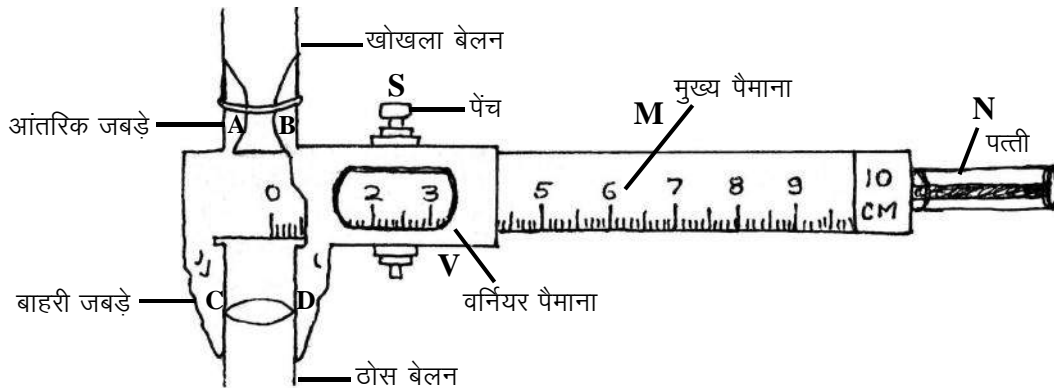 खोखला बेलन
S
पेंच
मुख्य पैमाना
M
N
पत्ती
आंतरिक जबड़े
A B
0 2 3 5 6 7 8 9 10
CM
V
वर्नियर पैमाना
बाहरी जबड़े
C D
ठोस बेलन